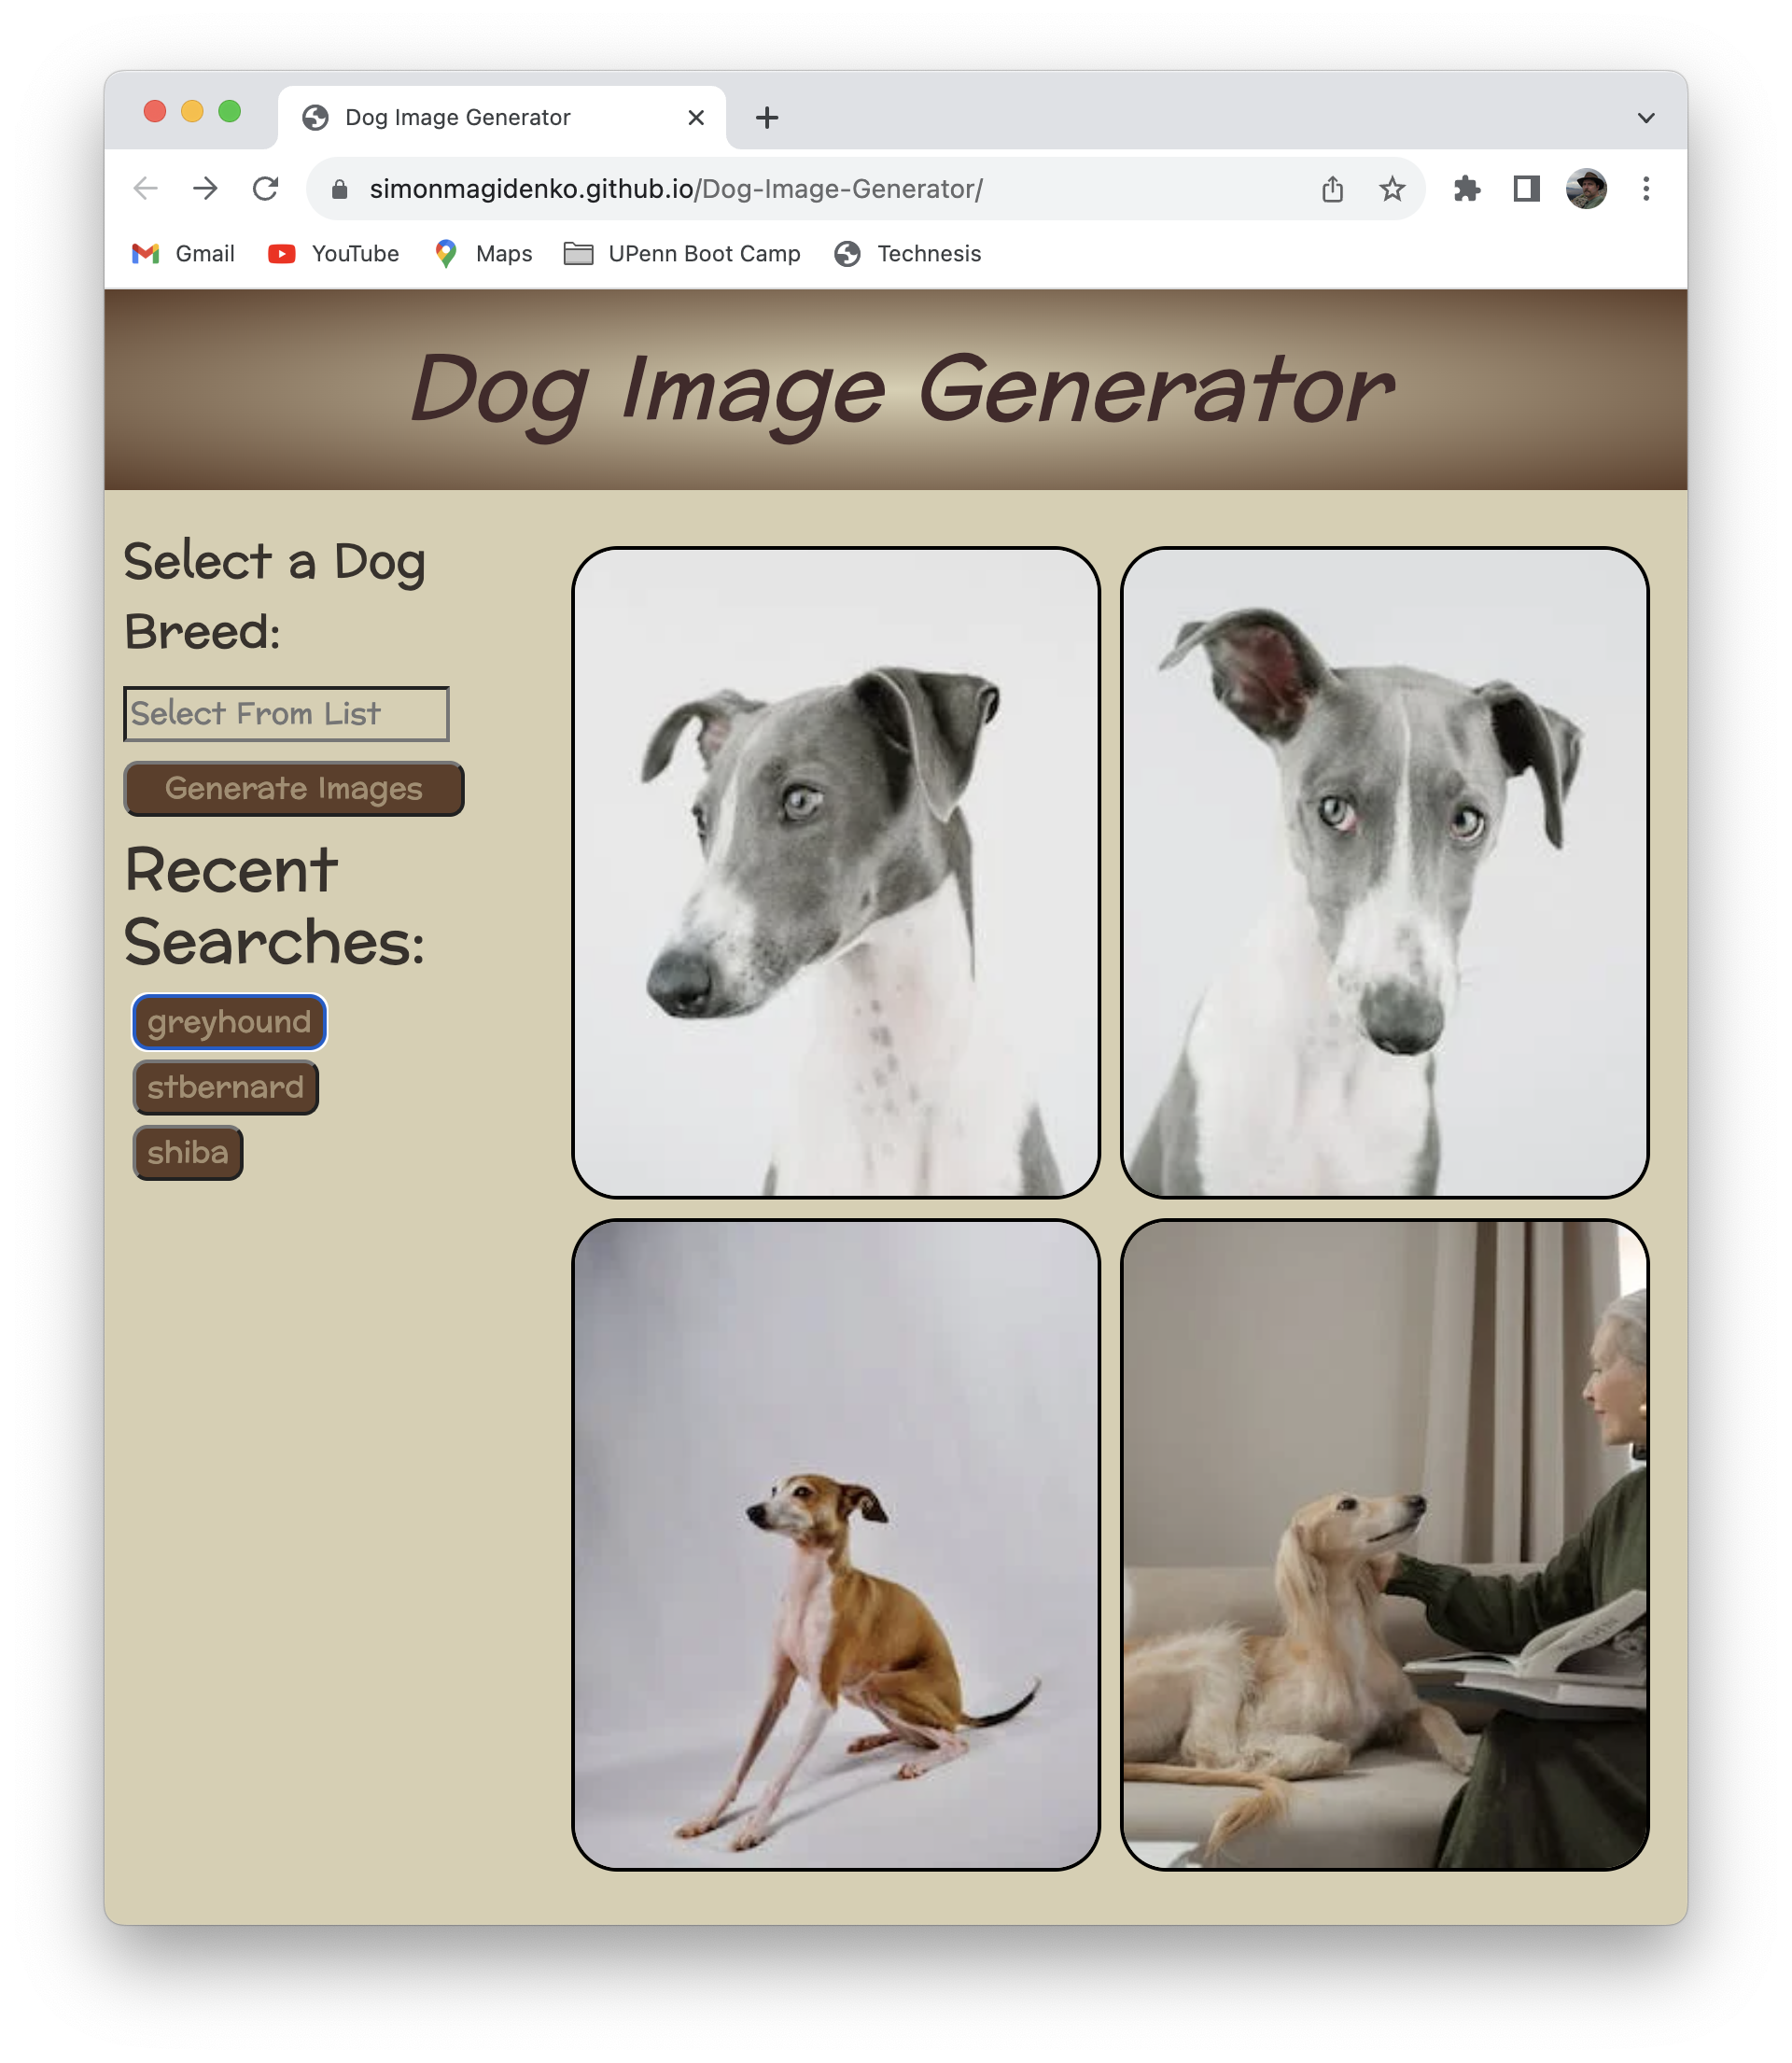 Dog Image Generator
simonmagidenko.github.io/Dog-Image-Generator/
Gmail YouTube Maps UPenn Boot Camp Technesis
Dog Image Generator
Select a Dog
Breed:
Select From List
Generate Images
Recent
Searches:
greyhound
stbernard
shiba